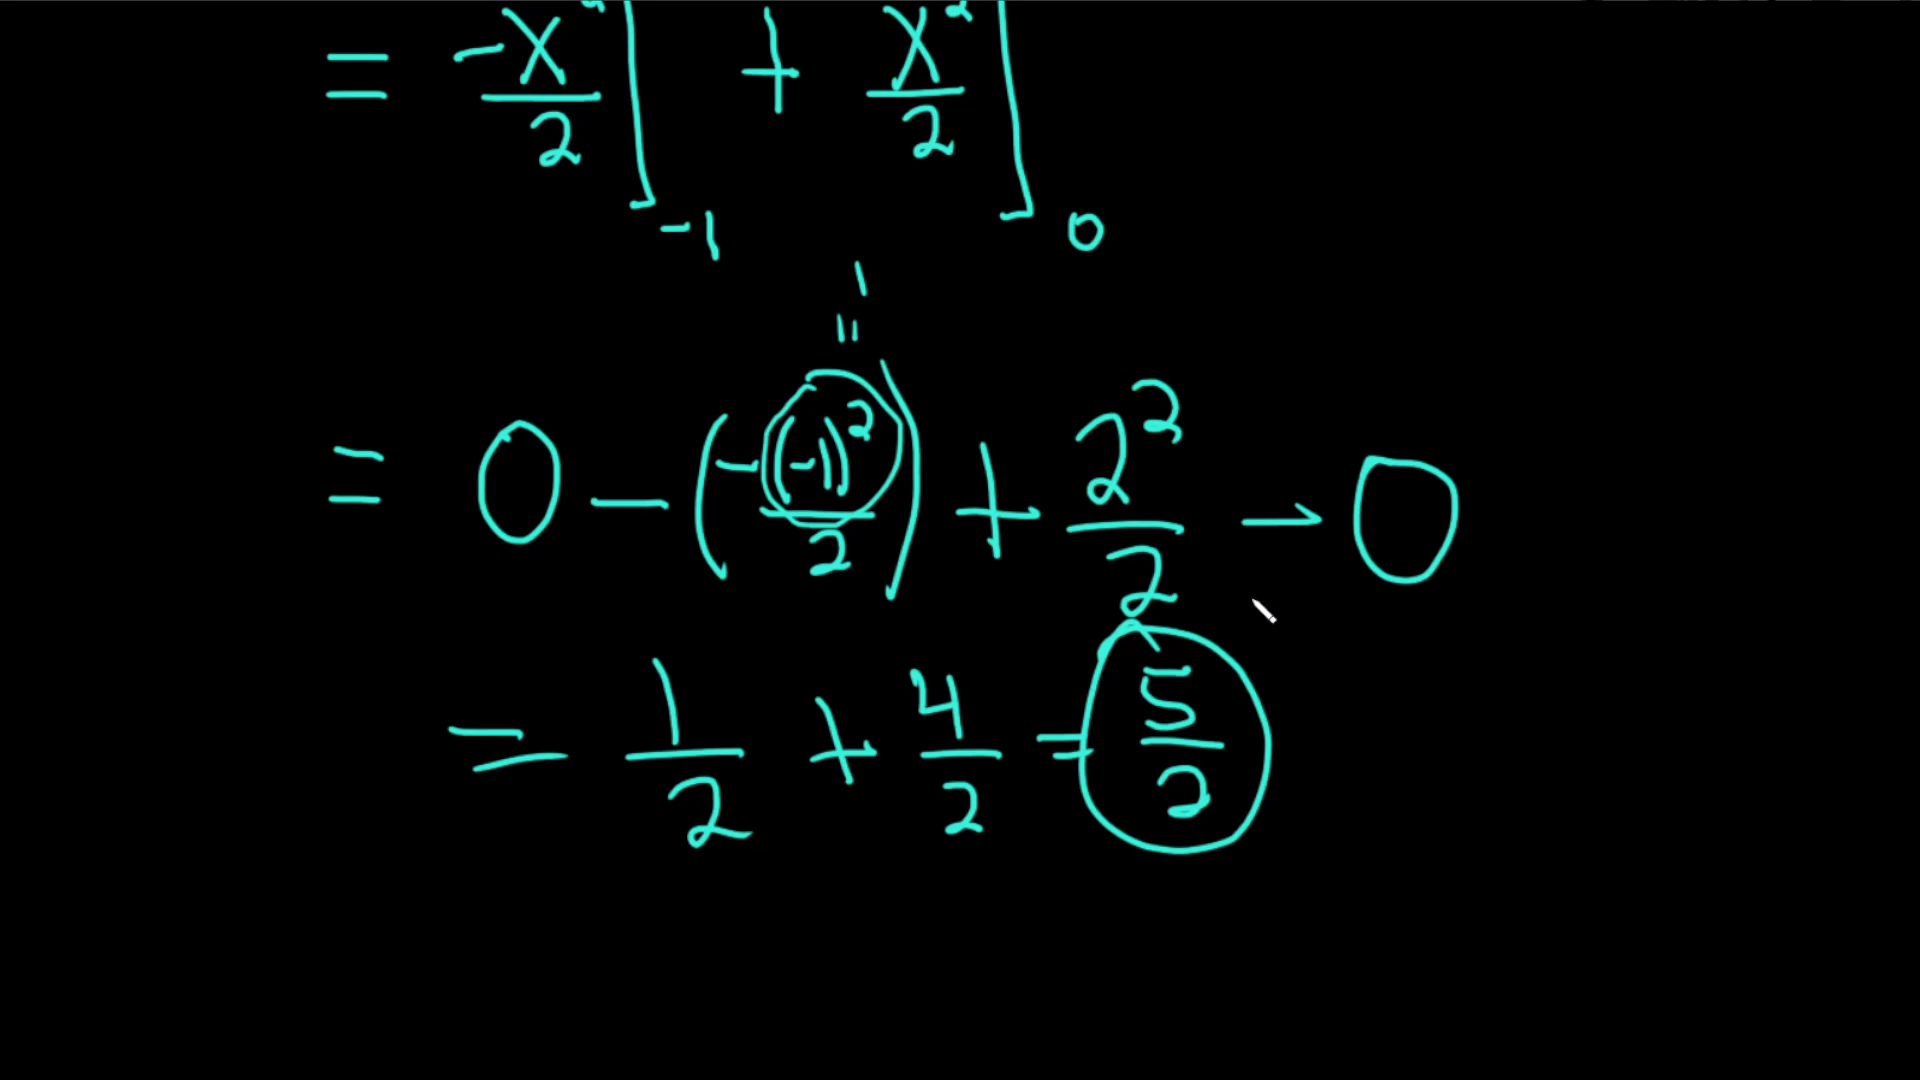 = -x²/2 ]₋₁ + x²/2 ]₀
1
=
= 0 - (-(-1)²/2) + 2²/2 - 0
= 1/2 + 4/2 = 5/2